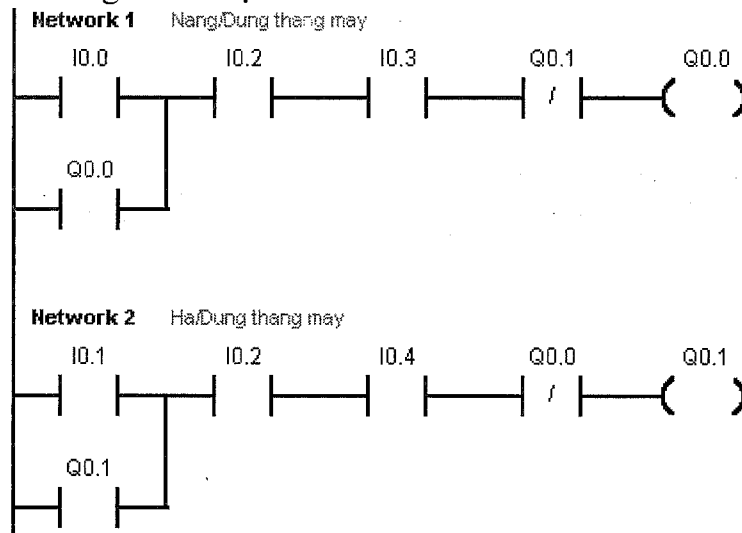 Network 1 Nang/Dung thang may
I0.0 I0.2 I0.3 Q0.1 Q0.0
/
Q0.0
Network 2 Ha/Dung thang may
I0.1 I0.2 I0.4 Q0.0 Q0.1
/
Q0.1